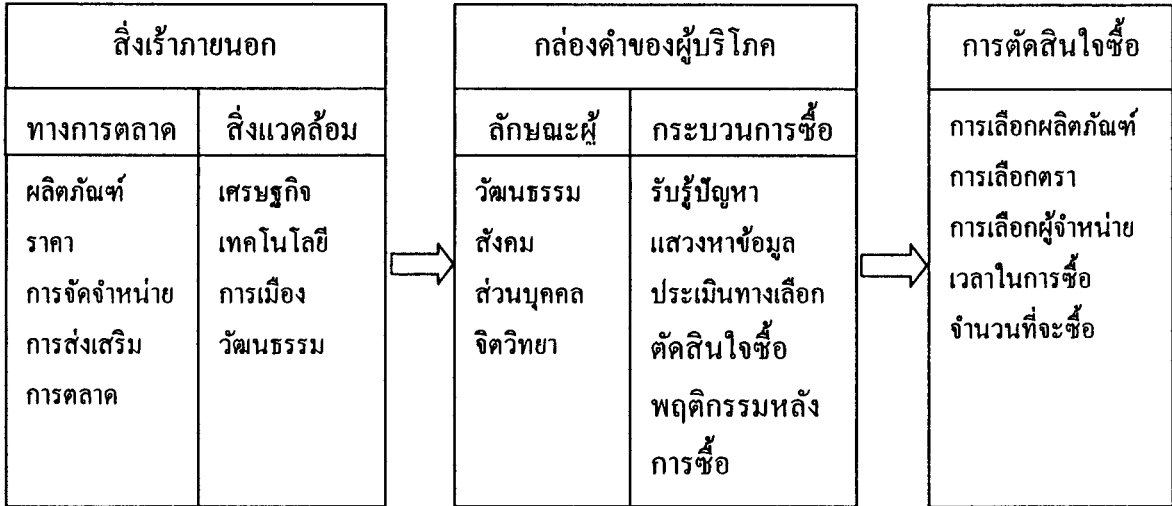 สิ่งเร้าภายนอก
ทางการตลาด
ผลิตภัณฑ์
ราคา
การจัดจำหน่าย
การส่งเสริม
การตลาด
สิ่งแวดล้อม
เศรษฐกิจ
เทคโนโลยี
การเมือง
วัฒนธรรม
กล่องคำของผู้บริโภค
ลักษณะผู้
วัฒนธรรม
สังคม
ส่วนบุคคล
จิตวิทยา
กระบวนการซื้อ
รับรู้ปัญหา
แสวงหาข้อมูล
ประเมินทางเลือก
ตัดสินใจซื้อ
พฤติกรรมหลัง
การซื้อ
การตัดสินใจซื้อ
การเลือกผลิตภัณฑ์
การเลือกตรา
การเลือกผู้จำหน่าย
เวลาในการซื้อ
จำนวนที่จะซื้อ